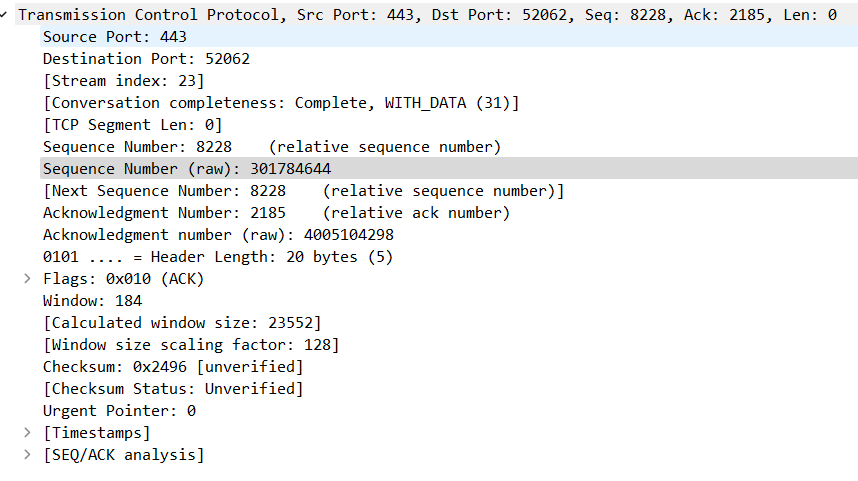 Transmission Control Protocol, Src Port: 443, Dst Port: 52062, Seq: 8228, Ack: 2185, Len: 0
Source Port: 443
Destination Port: 52062
[Stream index: 23]
[Conversation completeness: Complete, WITH_DATA (31)]
[TCP Segment Len: 0]
Sequence Number: 8228    (relative sequence number)
Sequence Number (raw): 301784644
[Next Sequence Number: 8228    (relative sequence number)]
Acknowledgment Number: 2185    (relative ack number)
Acknowledgment number (raw): 4005104298
0101 .... = Header Length: 20 bytes (5)
Flags: 0x010 (ACK)
Window: 184
[Calculated window size: 23552]
[Window size scaling factor: 128]
Checksum: 0x2496 [unverified]
[Checksum Status: Unverified]
Urgent Pointer: 0
[Timestamps]
[SEQ/ACK analysis]